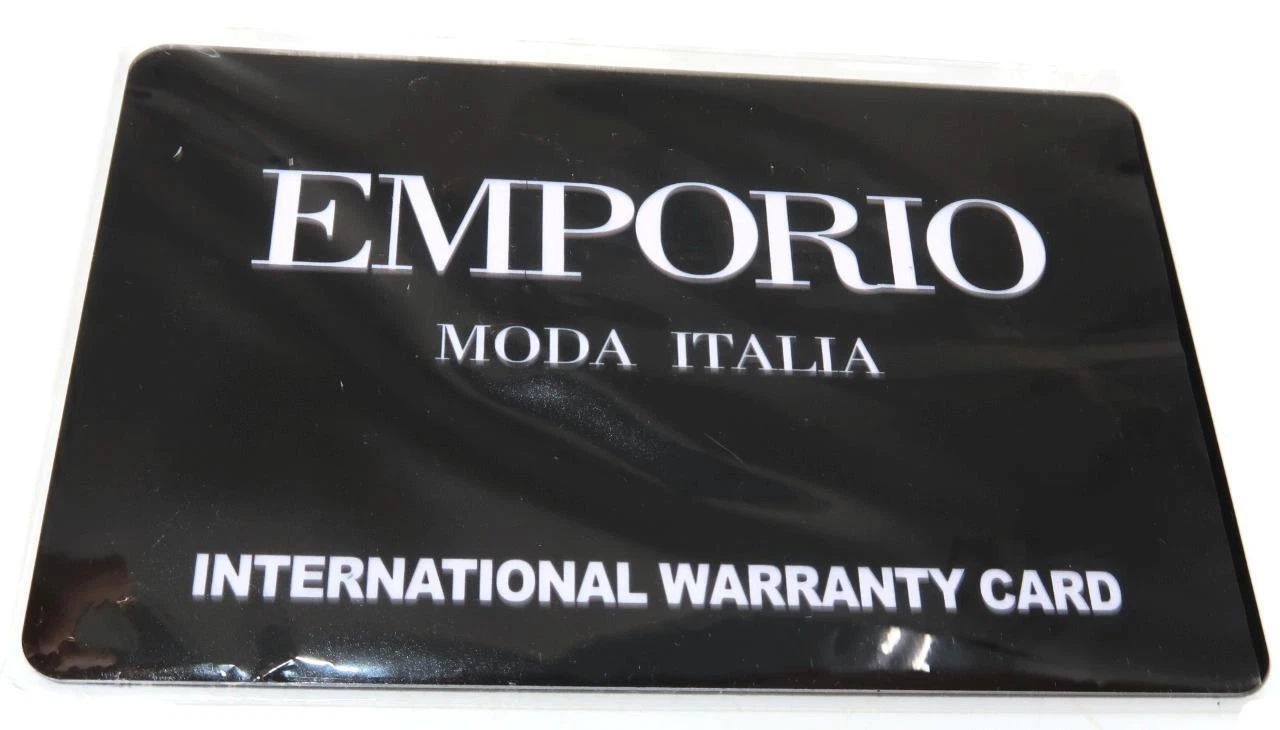 EMPORIO
MODA ITALIA
INTERNATIONAL WARRANTY CARD